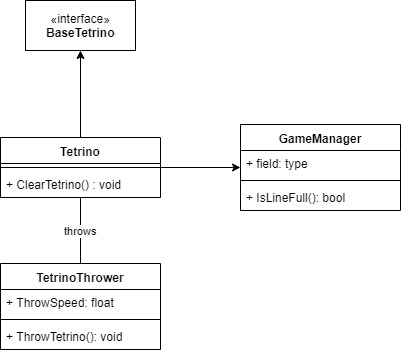 «interface»
BaseTetrino
Tetrino
+ ClearTetrino() : void
GameManager
+ field: type
+ IsLineFull(): bool
throws
TetrinoThrower
+ ThrowSpeed: float
+ ThrowTetrino(): void